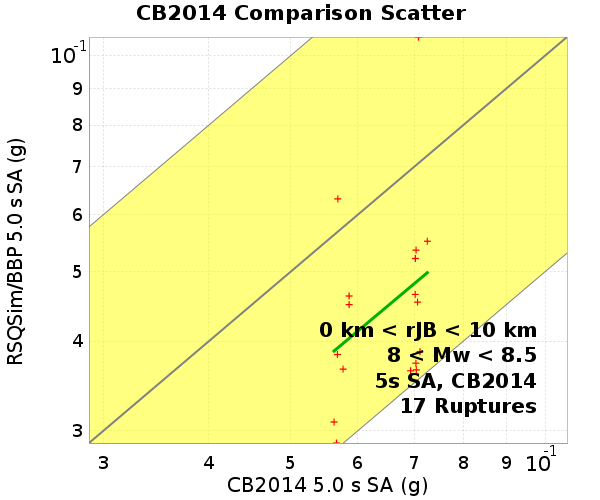 CB2014 Comparison Scatter
RSQSim/BBP 5.0 s SA (g)
10⁻¹
9
8
7
6
5
4
3
0 km < rJB < 10 km
8 < Mw < 8.5
5s SA, CB2014
17 Ruptures
3 4 5 6 7 8 9 10⁻¹
CB2014 5.0 s SA (g)